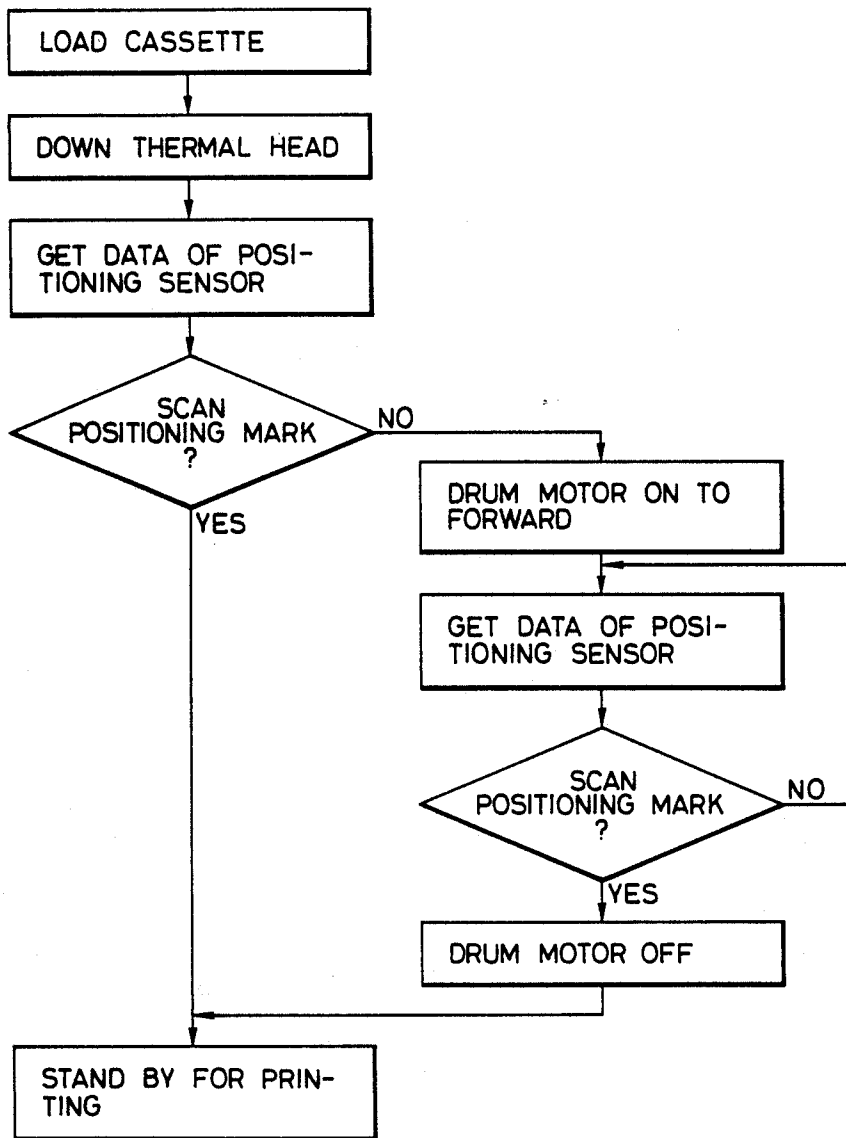 LOAD CASSETTE
DOWN THERMAL HEAD
GET DATA OF POSI-
TIONING SENSOR
SCAN
POSITIONING MARK
?
NO
YES
DRUM MOTOR ON TO
FORWARD
GET DATA OF POSI-
TIONING SENSOR
SCAN
POSITIONING MARK
?
NO
YES
DRUM MOTOR OFF
STAND BY FOR PRIN-
TING